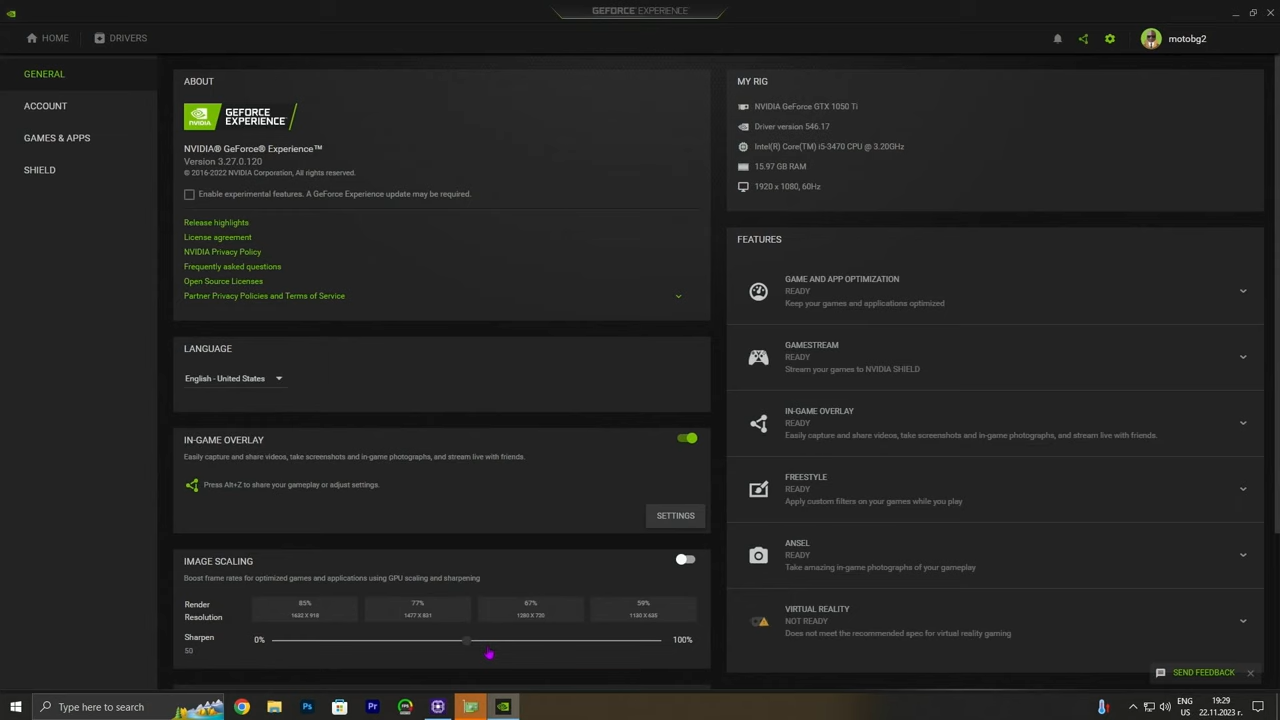 GEFORCE EXPERIENCE
HOME
DRIVERS
motobg2
GENERAL
ACCOUNT
GAMES & APPS
SHIELD
ABOUT
NVIDIA
GEFORCE
EXPERIENCE
NVIDIA® GeForce® Experience™
Version 3.27.0.120
© 2016-2022 NVIDIA Corporation, All rights reserved.
Enable experimental features. A GeForce Experience update may be required.
Release highlights
License agreement
NVIDIA Privacy Policy
Frequently asked questions
Open Source Licenses
Partner Privacy Policies and Terms of Service
LANGUAGE
English - United States
IN-GAME OVERLAY
Easily capture and share videos, take screenshots and in-game photographs, and stream live with friends.
Press Alt+Z to share your gameplay or adjust settings.
SETTINGS
IMAGE SCALING
Boost frame rates for optimized games and applications using GPU scaling and sharpening
Render
Resolution
85%
1632 X 918
77%
1477 X 831
67%
1280 X 720
59%
1130 X 635
Sharpen
50
0%
100%
MY RIG
NVIDIA GeForce GTX 1050 Ti
Driver version 546.17
Intel(R) Core(TM) i5-3470 CPU @ 3.20GHz
15.97 GB RAM
1920 x 1080, 60Hz
FEATURES
GAME AND APP OPTIMIZATION
READY
Keep your games and applications optimized
GAMESTREAM
READY
Stream your games to NVIDIA SHIELD
IN-GAME OVERLAY
READY
Easily capture and share videos, take screenshots and in-game photographs, and stream live with friends.
FREESTYLE
READY
Apply custom filters on your games while you play
ANSEL
READY
Take amazing in-game photographs of your gameplay
VIRTUAL REALITY
NOT READY
Does not meet the recommended spec for virtual reality gaming
SEND FEEDBACK
Type here to search
Ps
Pr
ENG
US
19:29
22.11.2023 г.